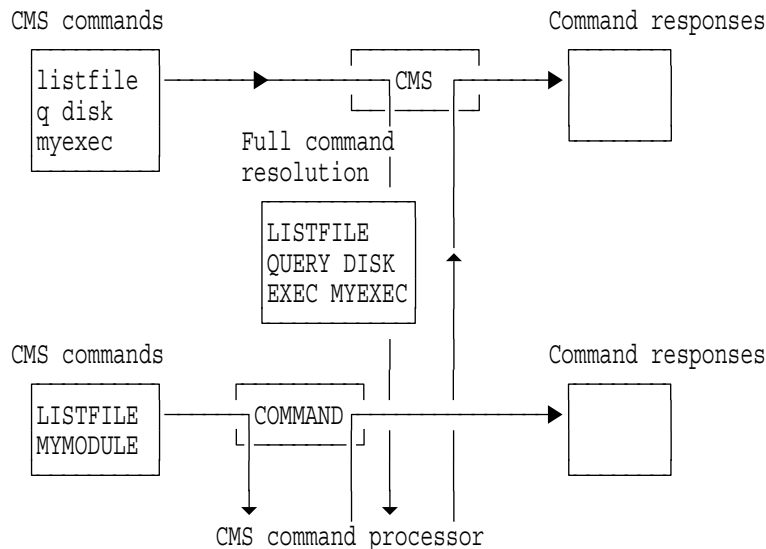 CMS commands
Command responses
listfile
q disk
myexec
CMS
Full command
resolution
LISTFILE
QUERY DISK
EXEC MYEXEC
CMS commands
Command responses
LISTFILE
MYMODULE
COMMAND
CMS command processor